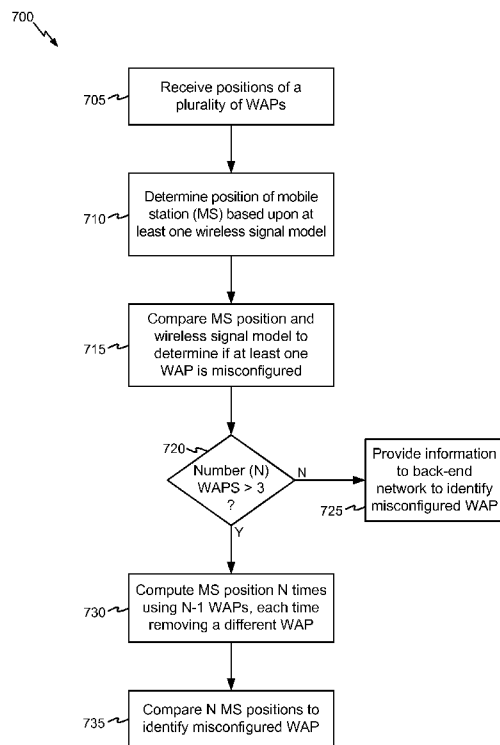 700
705
Receive positions of a
plurality of WAPs
710
Determine position of mobile
station (MS) based upon at
least one wireless signal model
715
Compare MS position and
wireless signal model to
determine if at least one
WAP is misconfigured
720
Number (N)
WAPS > 3
?
N
Y
725
Provide information
to back-end
network to identify
misconfigured WAP
730
Compute MS position N times
using N-1 WAPs, each time
removing a different WAP
735
Compare N MS positions to
identify misconfigured WAP